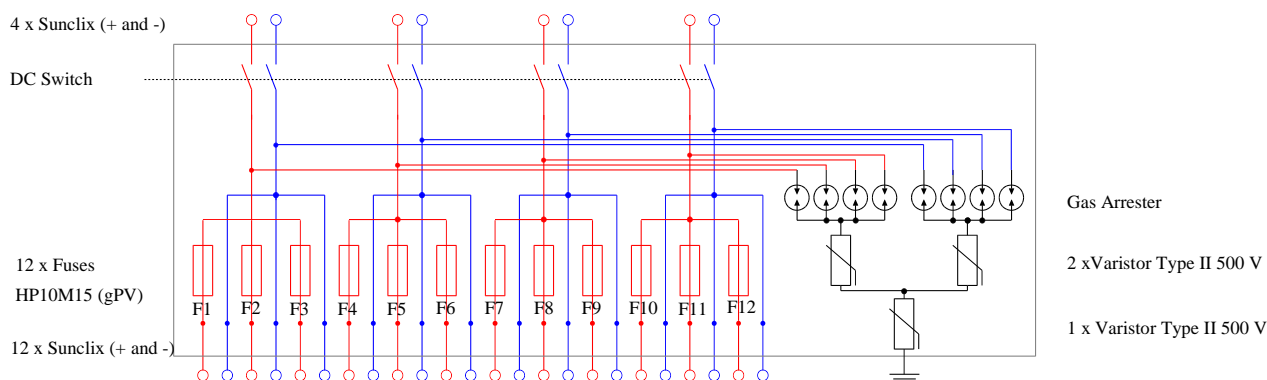 4 x Sunclix (+ and -)
DC Switch
Gas Arrester
12 x Fuses
2 xVaristor Type II 500 V
HP10M15 (gPV)
F1 F2 F3 F4 F5 F6 F7 F8 F9 F10 F11 F12
1 x Varistor Type II 500 V
12 x Sunclix (+ and -)